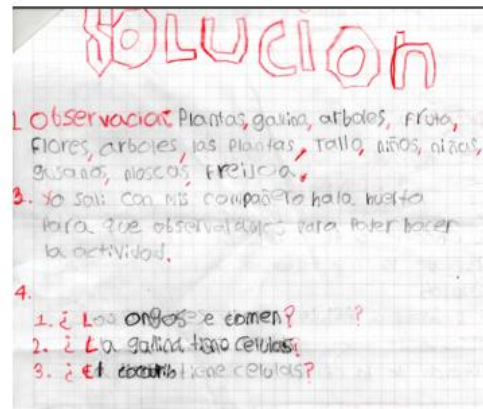 SOLUCIÓN
1 Observacion: Plantas, gallina, arboles, fruta,
flores, arboles, las plantas, tallo, niños, niñas,
gusanos, moscas, freijoa.
3. Yo sali con mis compañero hala huerto
Para que observaramos para Poder hacer
la actividad.
4.
1. ¿ Los ongos e comen? ?
2. ¿ La gallina tiene celulas?
3. ¿ El tiene celulas?